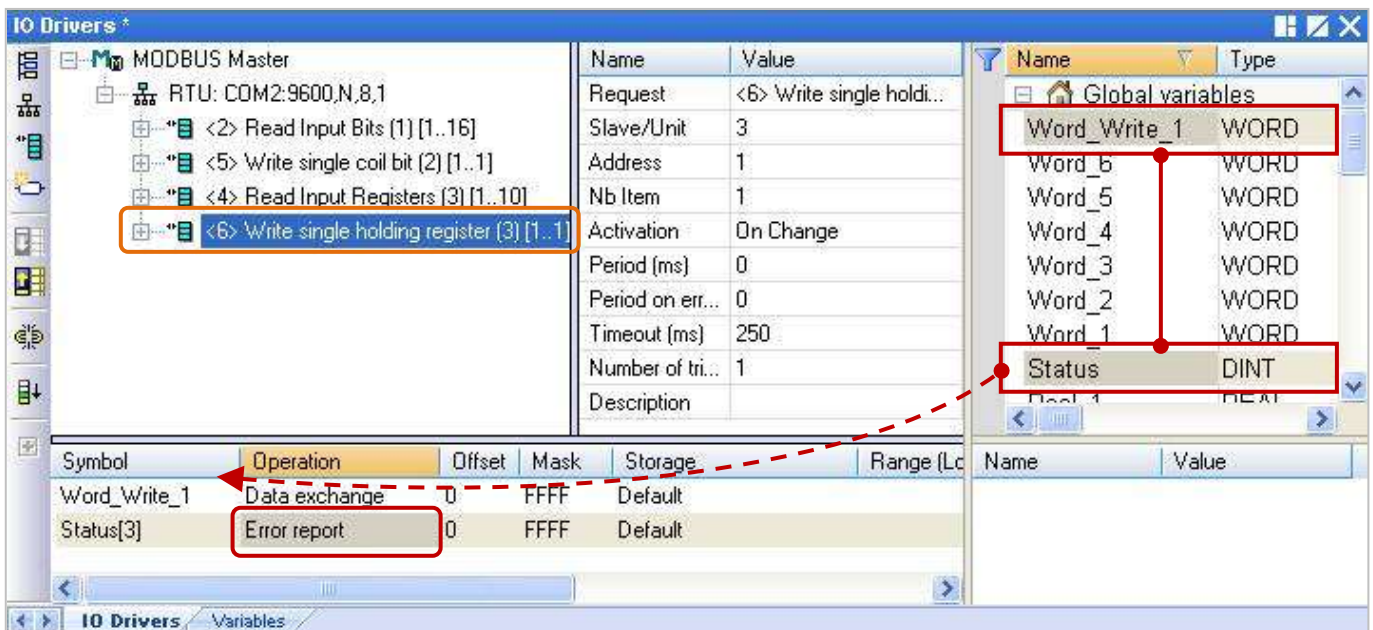 IO Drivers *
MODBUS Master
RTU: COM2:9600,N,8,1
<2> Read Input Bits (1) [1..16]
<5> Write single coil bit (2) [1..1]
<4> Read Input Registers (3) [1..10]
<6> Write single holding register (3) [1..1]
Name Value
Request <6> Write single holdi...
Slave/Unit 3
Address 1
Nb Item 1
Activation On Change
Period (ms) 0
Period on err... 0
Timeout (ms) 250
Number of tri... 1
Description
Name Type
Global variables
Word_Write_1 WORD
Word_6 WORD
Word_5 WORD
Word_4 WORD
Word_3 WORD
Word_2 WORD
Word_1 WORD
Status DINT
Real_1 REAL
Symbol Operation Offset Mask Storage Range (Lo
Word_Write_1 Data exchange 0 FFFF Default
Status[3] Error report 0 FFFF Default
Name Value
IO Drivers Variables